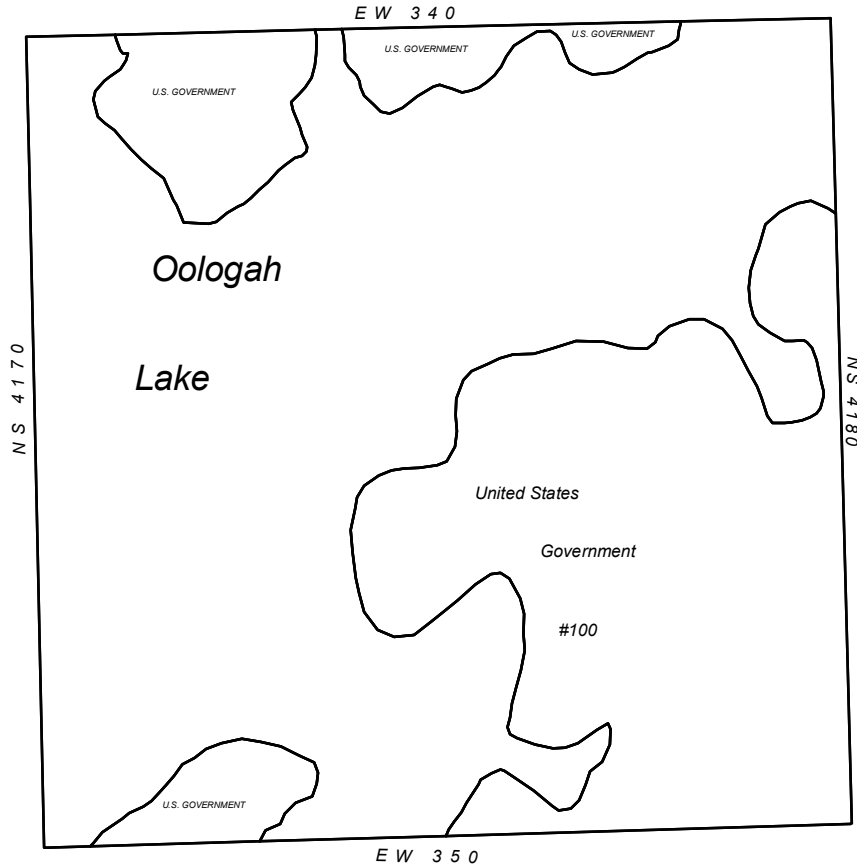 EW 340
U.S. GOVERNMENT
U.S. GOVERNMENT
U.S. GOVERNMENT
Oologah
Lake
NS 4170
NS 4180
United States
Government
#100
U.S. GOVERNMENT
EW 350